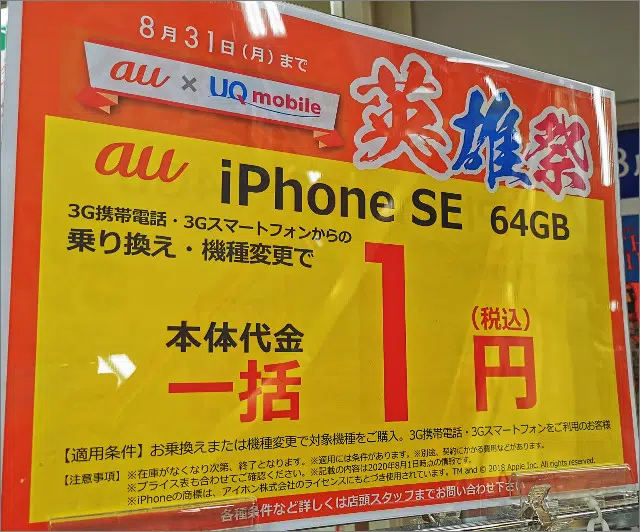 8月31日(月)まで
au × UQ mobile
英雄祭
au iPhone SE 64GB
3G携帯電話・3Gスマートフォンからの
乗り換え・機種変更で
本体代金
一括
1円
(税込)
【適用条件】お乗換えまたは機種変更で対象機種をご購入。3G携帯電話・3Gスマートフォンをご利用のお客様
【注意事項】※在庫がなくなり次第、終了となります。※適用には条件があります。※別途、契約にかかる費用などがあります。
※プライス表も合わせてご確認ください。※記載の内容は2020年8月1日時点の情報です。
※iPhoneの商標は、アイホン株式会社のライセンスにもとづき使用されています。TM and © 2018 Apple Inc. All rights reserved.
各種条件など詳しくは店頭スタッフまでお問い合わせ下さい